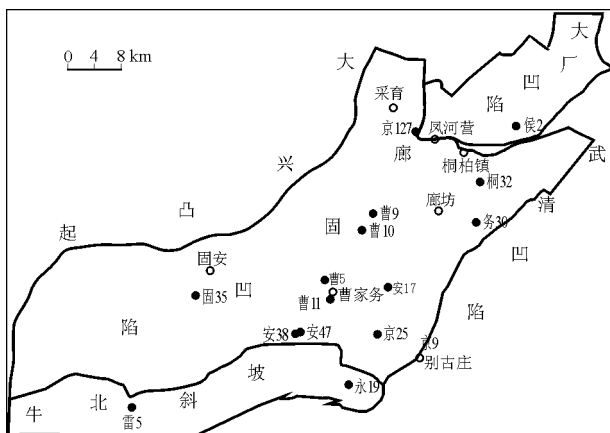 0 4 8 km
大厂凹陷
大兴凸起
采育
京127
凤河营
侯2
桐柏镇
廊固凹陷
武清凹陷
桐32
曹9
廊坊
务30
曹10
固安
曹5
安17
固35
曹11
曹家务
安38
安47
京25
京9
别古庄
牛北斜坡
永19
雷5